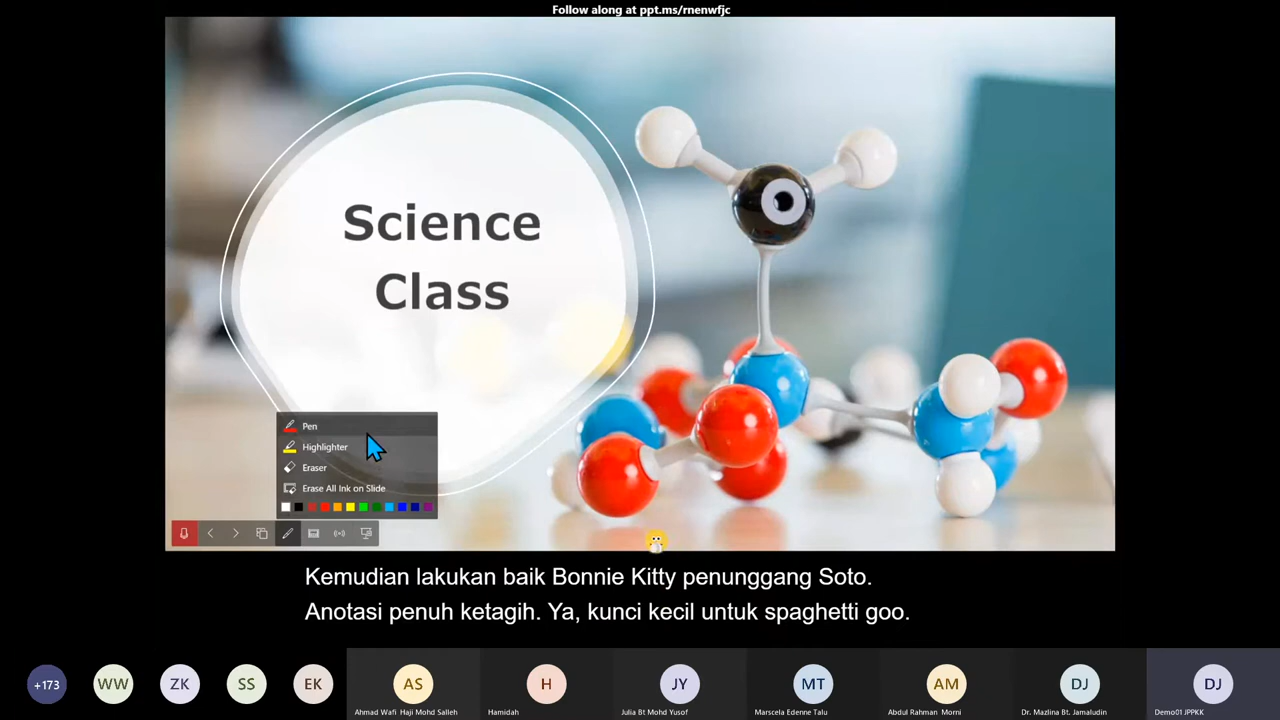 Follow along at ppt.ms/rnenwfjc
Science
Class
Pen
Highlighter
Eraser
Erase All Ink on Slide
Kemudian lakukan baik Bonnie Kitty penunggang Soto.
Anotasi penuh ketagih. Ya, kunci kecil untuk spaghetti goo.
+173
WW
ZK
SS
EK
AS
H
JY
MT
AM
DJ
DJ
Ahmad Wafi Haji Mohd Salleh
Hamidah
Julia Bt Mohd Yusof
Marscela Edenne Talu
Abdul Rahman Morni
Dr. Mazlina Bt. Jamaludin
Demo01 JPPKK